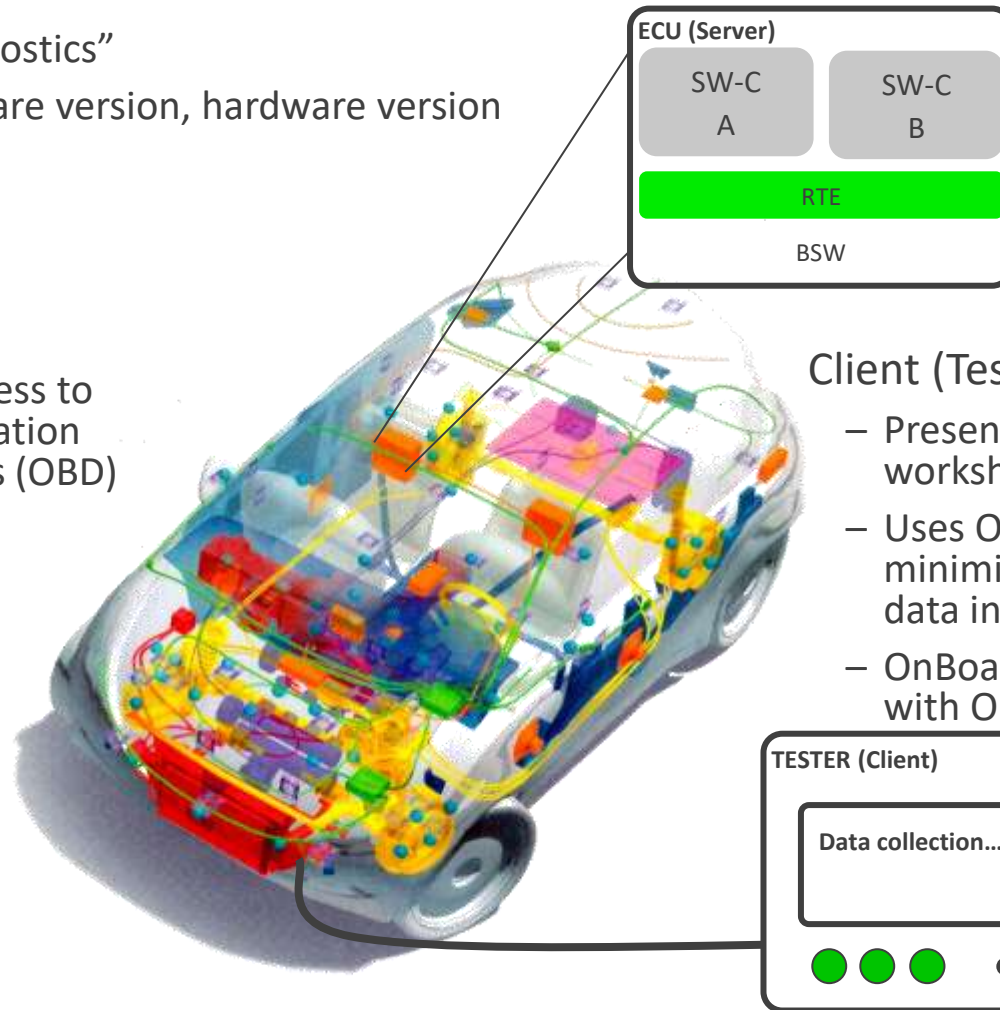 ostics”
are version, hardware version
ECU (Server)
SW-C
A
SW-C
B
RTE
BSW
ess to
ation
s (OBD)
Client (Tes
– Presen
worksh
– Uses O
minimi
data in
– OnBoa
with O
TESTER (Client)
Data collection...